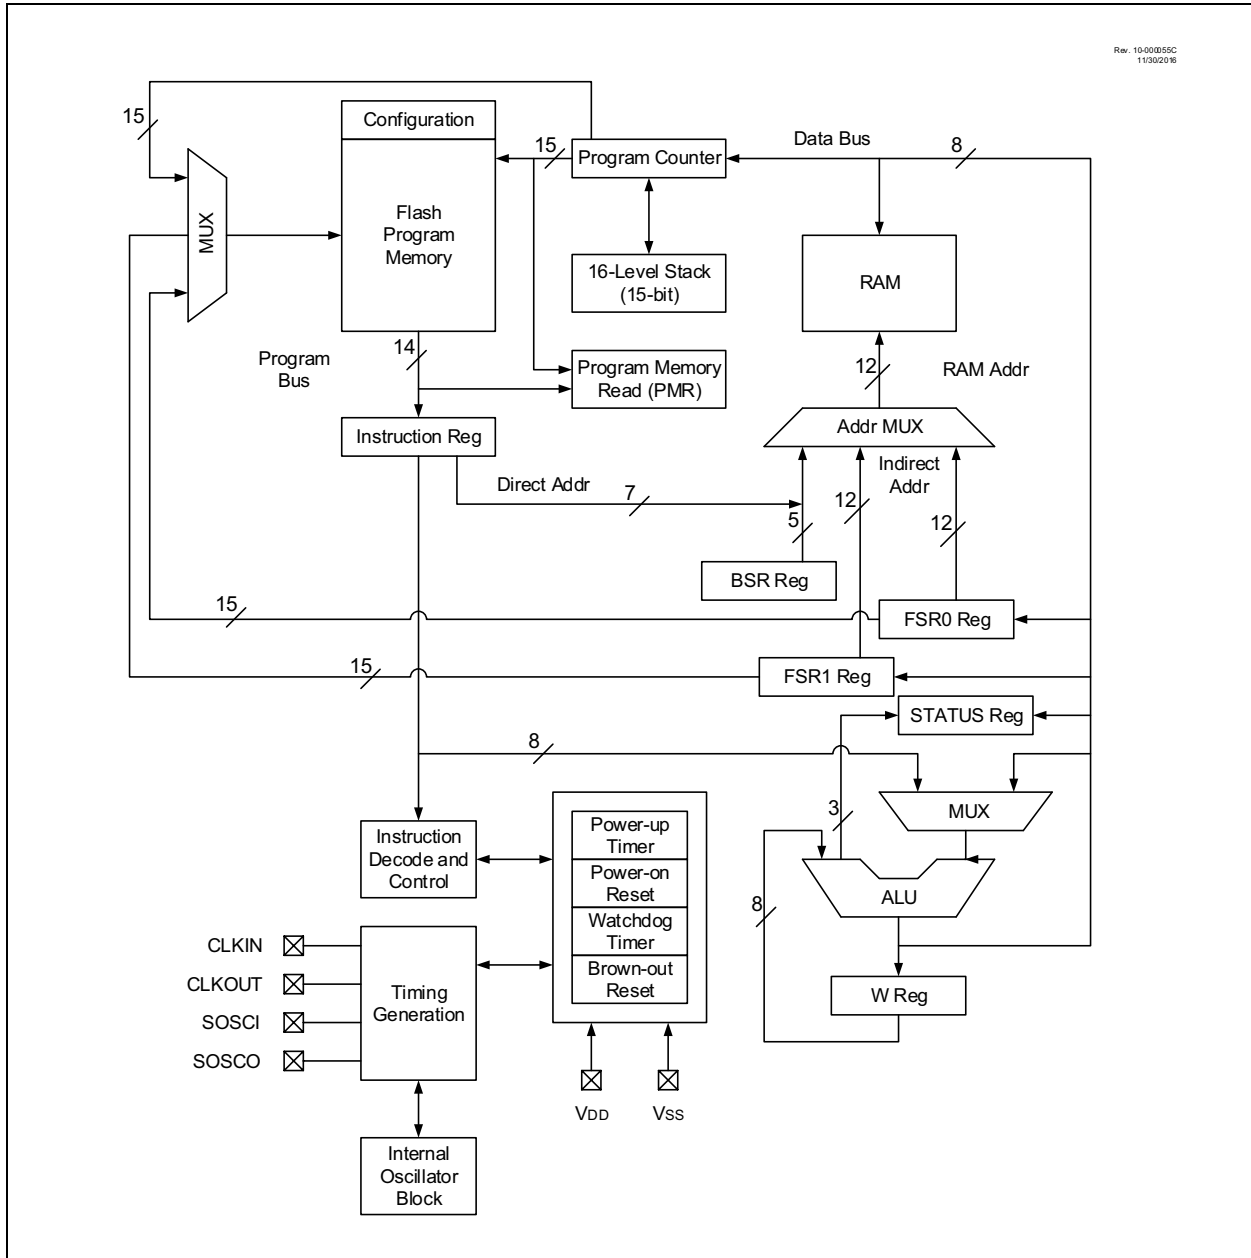 Rev. 10-000055C
11/30/2016
15
Configuration
15
Program Counter
Data Bus
8
MUX
Flash
Program
Memory
16-Level Stack
(15-bit)
RAM
Program
Bus
14
Program Memory
Read (PMR)
12
RAM Addr
Instruction Reg
Addr MUX
Direct Addr
7
Indirect
Addr
5
12
12
BSR Reg
15
FSR0 Reg
15
FSR1 Reg
STATUS Reg
8
MUX
3
Power-up
Timer
Instruction
Decode and
Control
Power-on
Reset
ALU
8
Watchdog
Timer
Brown-out
Reset
W Reg
CLKIN
CLKOUT
SOSCI
SOSCO
Timing
Generation
VDD
VSS
Internal
Oscillator
Block